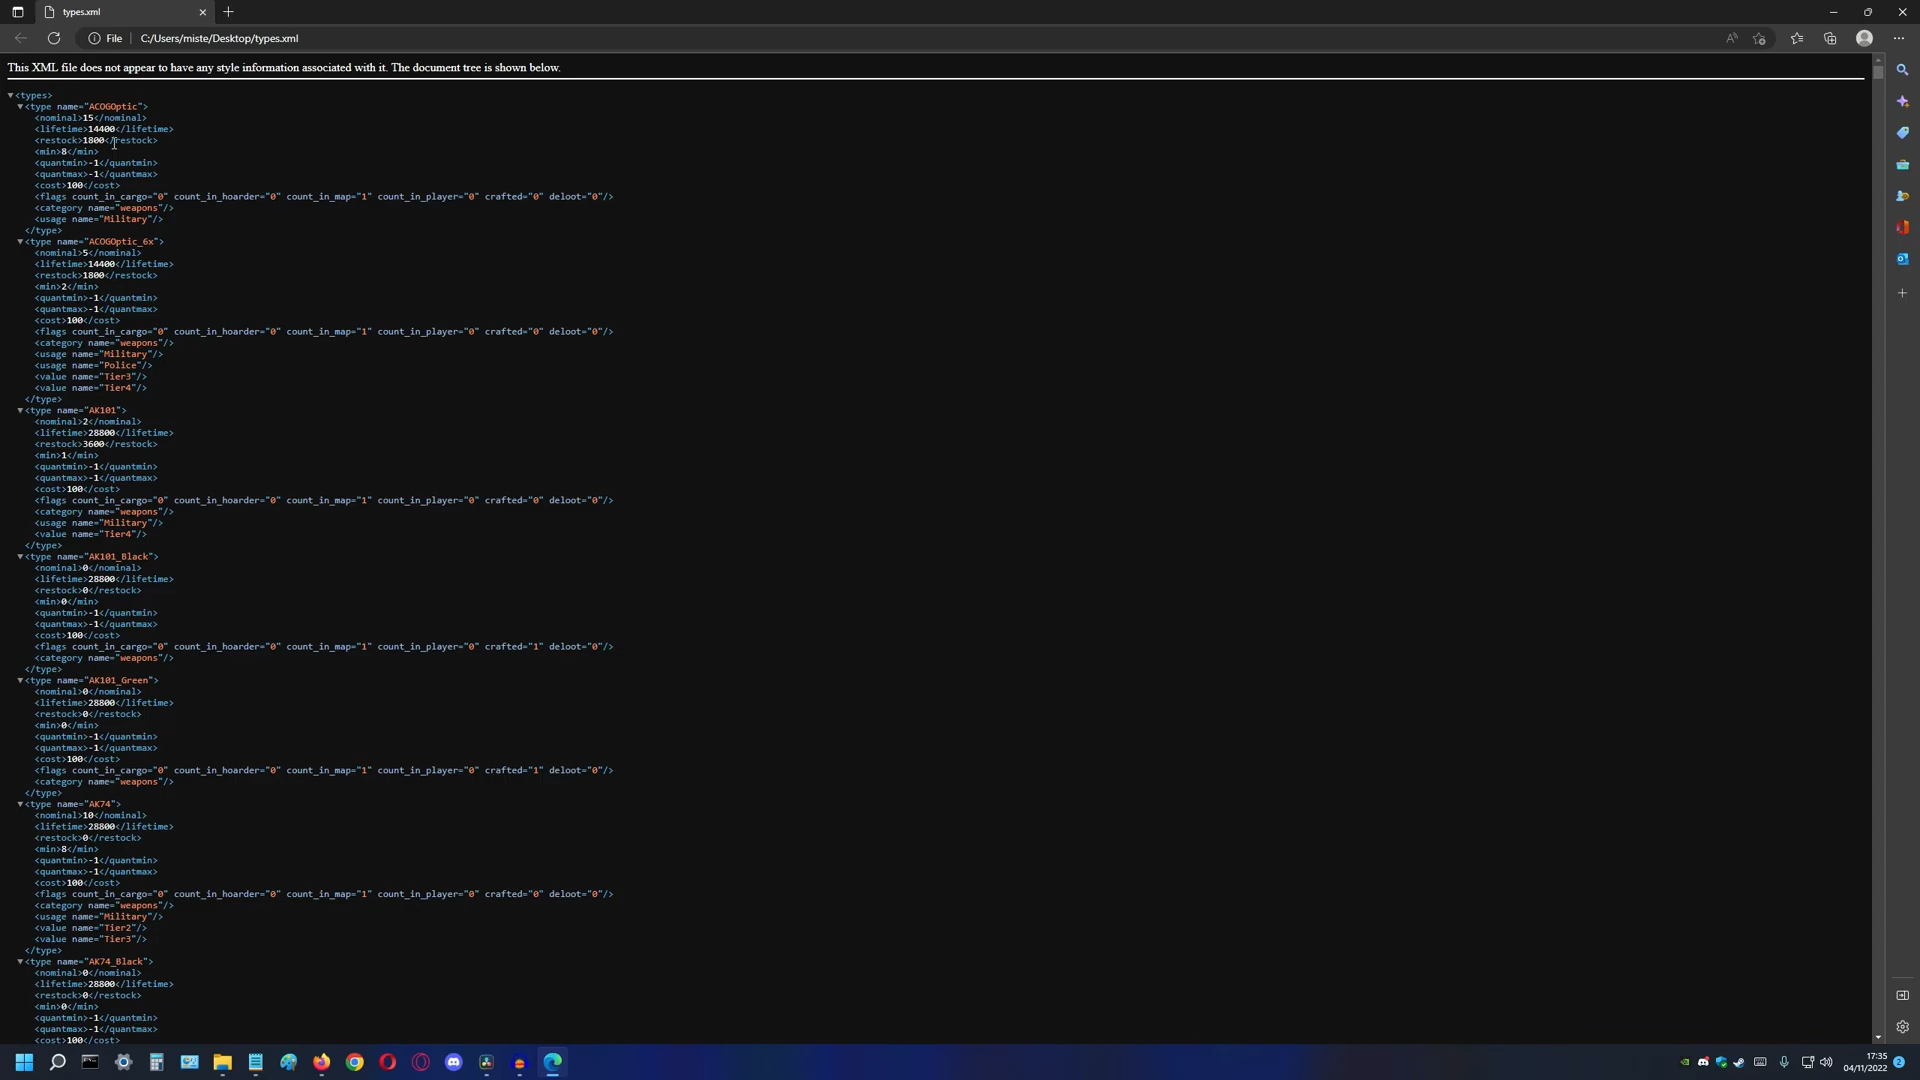 types.xml
File
C:/Users/miste/Desktop/types.xml
This XML file does not appear to have any style information associated with it. The document tree is shown below.
▼<types>
▼<type name="ACOGOptic">
<nominal>15</nominal>
<lifetime>14400</lifetime>
<restock>1800</restock>
<min>8</min>
<quantmin>-1</quantmin>
<quantmax>-1</quantmax>
<cost>100</cost>
<flags count_in_cargo="0" count_in_hoarder="0" count_in_map="1" count_in_player="0" crafted="0" deloot="0"/>
<category name="weapons"/>
<usage name="Military"/>
</type>
▼<type name="ACOGOptic_6x">
<nominal>5</nominal>
<lifetime>14400</lifetime>
<restock>1800</restock>
<min>2</min>
<quantmin>-1</quantmin>
<quantmax>-1</quantmax>
<cost>100</cost>
<flags count_in_cargo="0" count_in_hoarder="0" count_in_map="1" count_in_player="0" crafted="0" deloot="0"/>
<category name="weapons"/>
<usage name="Military"/>
<usage name="Police"/>
<value name="Tier3"/>
<value name="Tier4"/>
</type>
▼<type name="AK101">
<nominal>2</nominal>
<lifetime>28800</lifetime>
<restock>3600</restock>
<min>1</min>
<quantmin>-1</quantmin>
<quantmax>-1</quantmax>
<cost>100</cost>
<flags count_in_cargo="0" count_in_hoarder="0" count_in_map="1" count_in_player="0" crafted="0" deloot="0"/>
<category name="weapons"/>
<usage name="Military"/>
<value name="Tier4"/>
</type>
▼<type name="AK101_Black">
<nominal>0</nominal>
<lifetime>28800</lifetime>
<restock>0</restock>
<min>0</min>
<quantmin>-1</quantmin>
<quantmax>-1</quantmax>
<cost>100</cost>
<flags count_in_cargo="0" count_in_hoarder="0" count_in_map="1" count_in_player="0" crafted="1" deloot="0"/>
<category name="weapons"/>
</type>
▼<type name="AK101_Green">
<nominal>0</nominal>
<lifetime>28800</lifetime>
<restock>0</restock>
<min>0</min>
<quantmin>-1</quantmin>
<quantmax>-1</quantmax>
<cost>100</cost>
<flags count_in_cargo="0" count_in_hoarder="0" count_in_map="1" count_in_player="0" crafted="1" deloot="0"/>
<category name="weapons"/>
</type>
▼<type name="AK74">
<nominal>10</nominal>
<lifetime>28800</lifetime>
<restock>0</restock>
<min>8</min>
<quantmin>-1</quantmin>
<quantmax>-1</quantmax>
<cost>100</cost>
<flags count_in_cargo="0" count_in_hoarder="0" count_in_map="1" count_in_player="0" crafted="0" deloot="0"/>
<category name="weapons"/>
<usage name="Military"/>
<value name="Tier2"/>
<value name="Tier3"/>
</type>
▼<type name="AK74_Black">
<nominal>0</nominal>
<lifetime>28800</lifetime>
<restock>0</restock>
<min>0</min>
<quantmin>-1</quantmin>
<quantmax>-1</quantmax>
<cost>100</cost>
17:35
04/11/2022
2